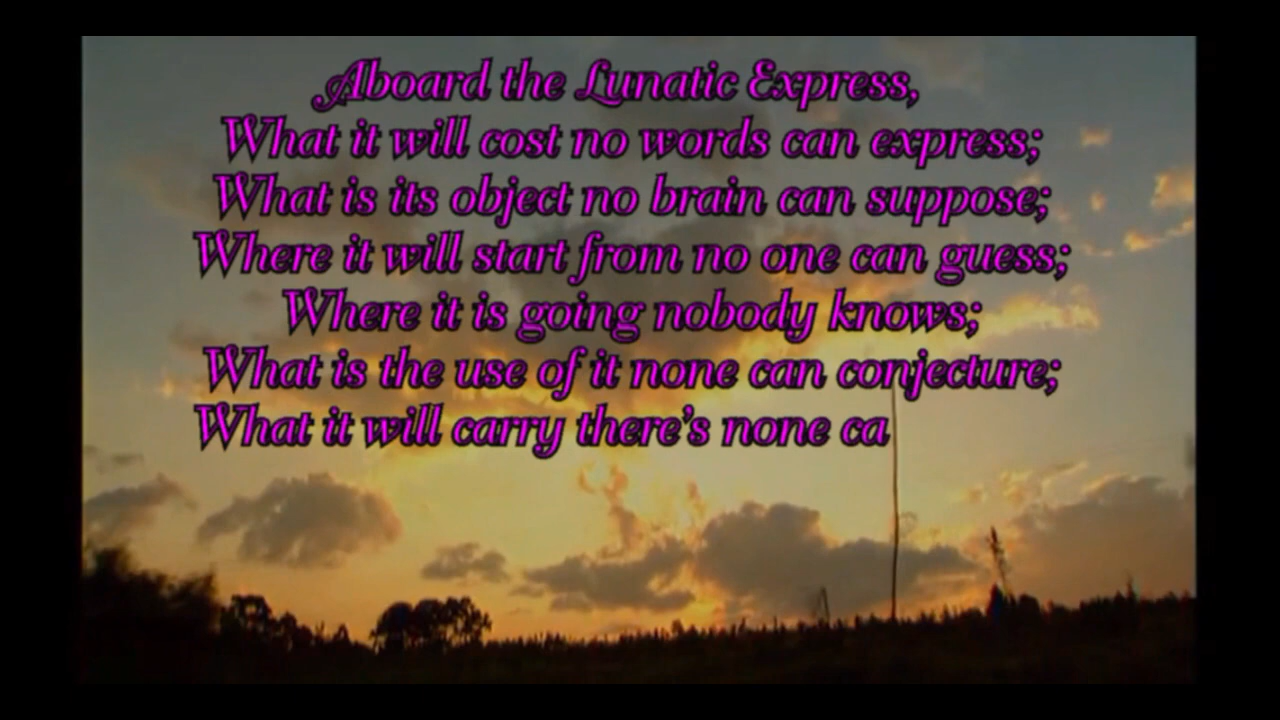 Aboard the Lunatic Express,
What it will cost no words can express;
What is its object no brain can suppose;
Where it will start from no one can guess;
Where it is going nobody knows;
What is the use of it none can conjecture;
What it will carry there's none ca